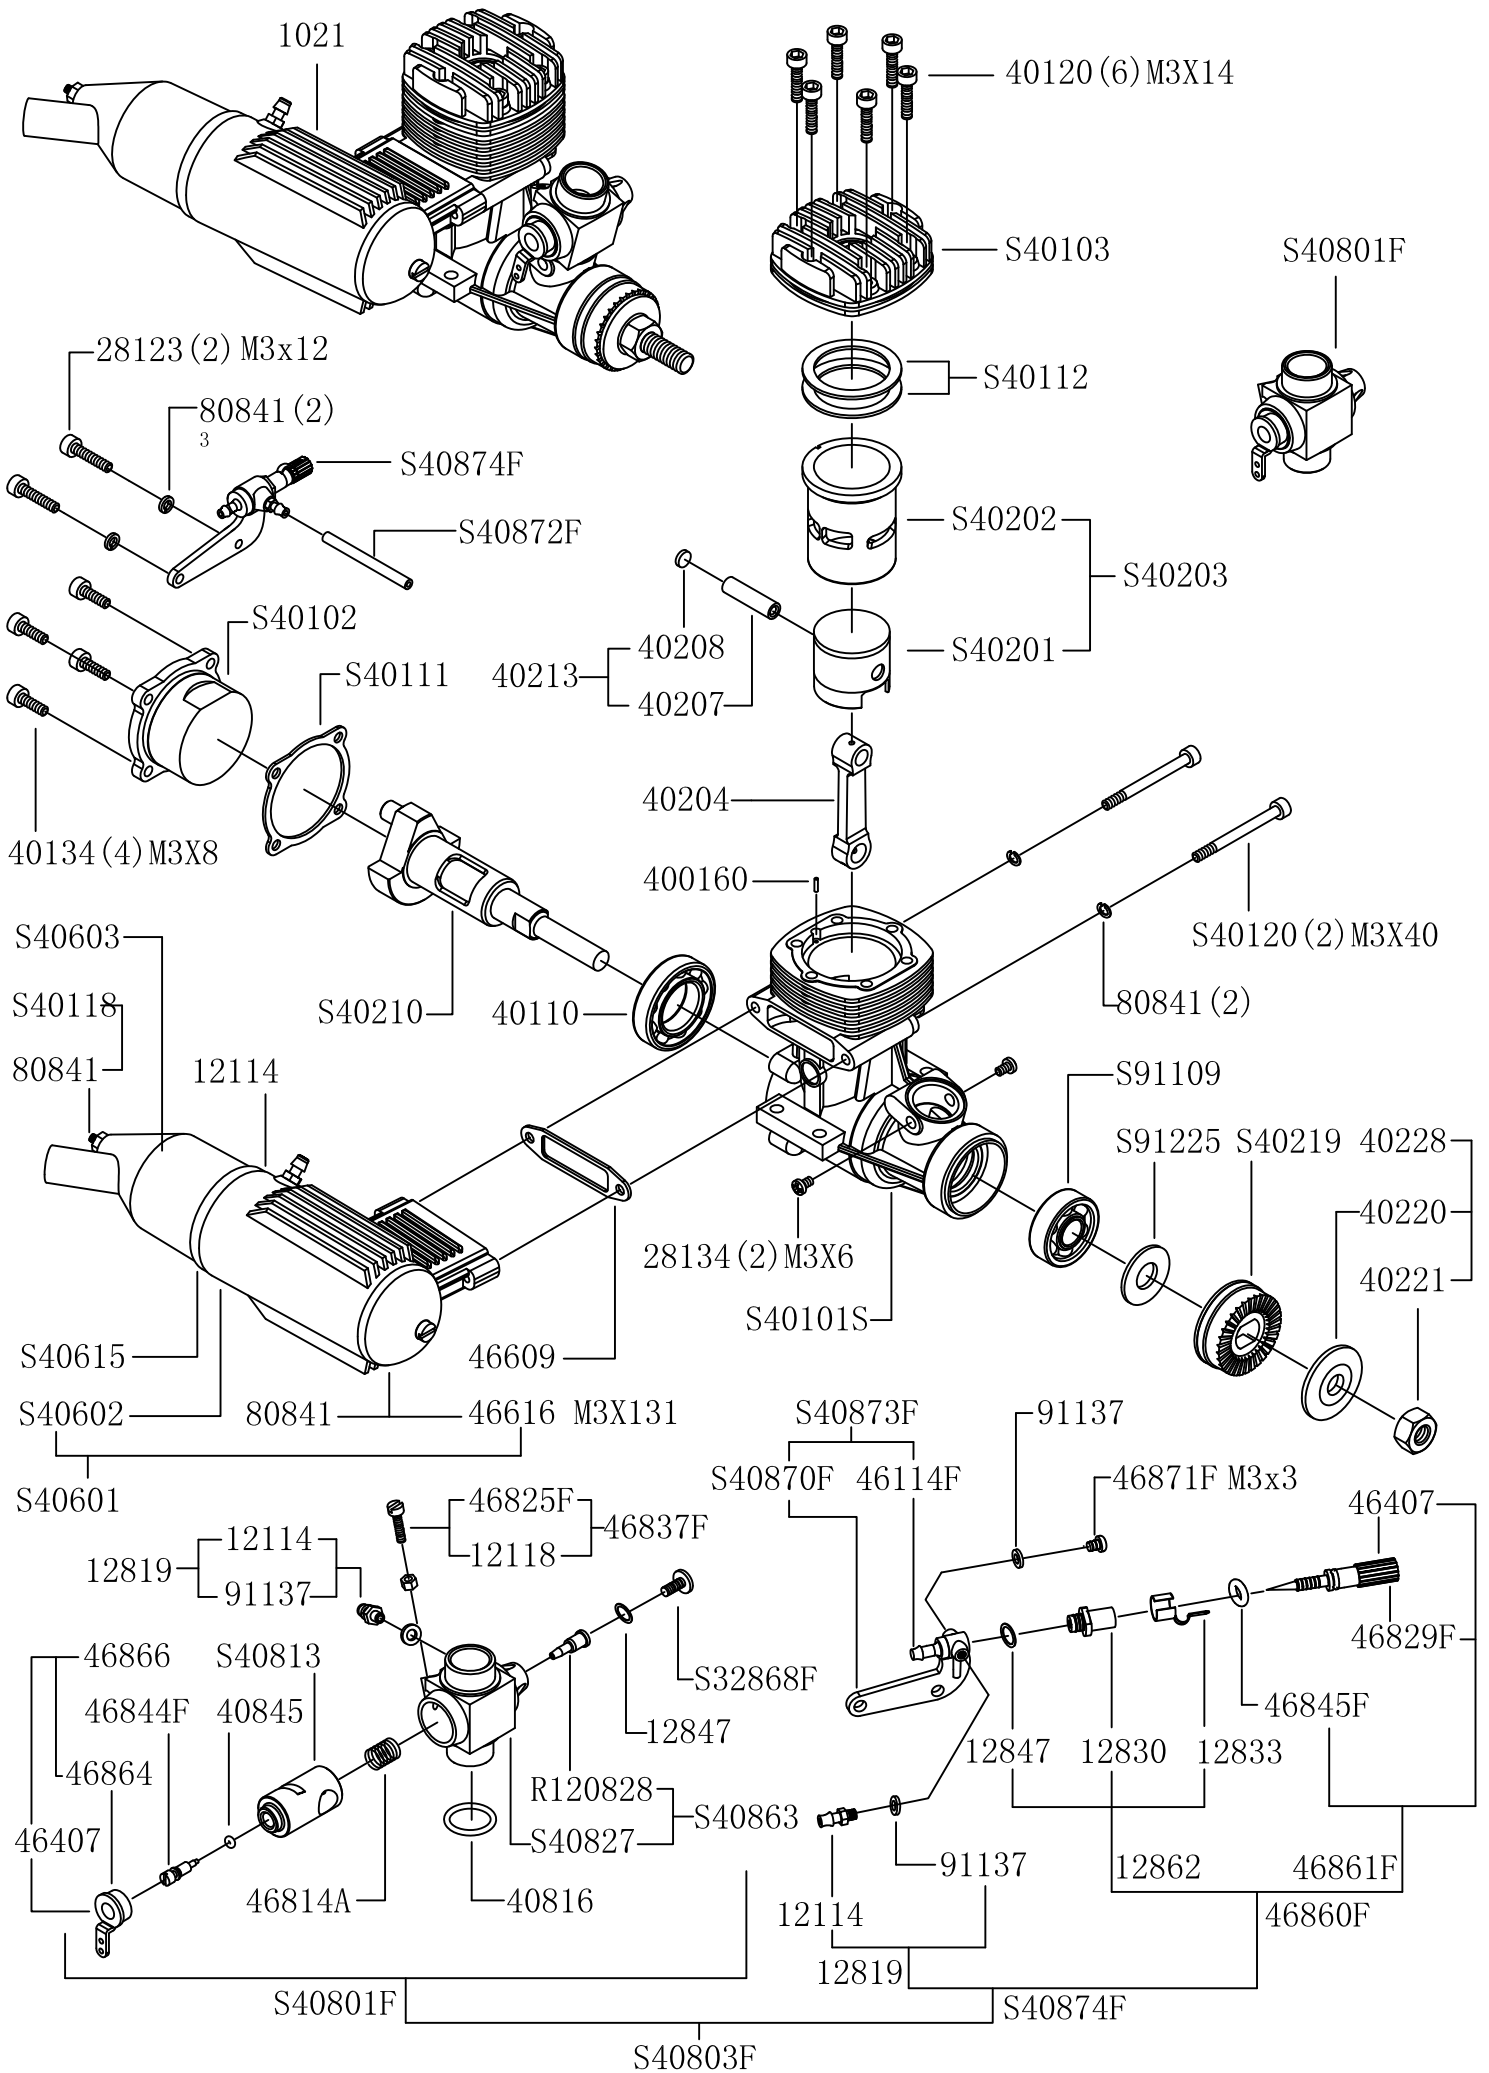 1021
40120(6)M3X14
S40103
S40801F
28123(2)M3x12
S40112
80841(2)
3
S40874F
S40202
S40872F
S40203
S40102
40208
S40201
S40111
40213
40207
40204
40134(4)M3X8
400160
S40603
S40120(2)M3X40
S40118
S40210
40110
80841(2)
80841
12114
S91109
S91225
S40219
40228
40220
28134(2)M3X6
40221
S40101S
S40615
46609
S40602
80841
46616 M3X131
S40873F
91137
S40601
S40870F
46114F
46871F M3x3
46825F
46407
12114
46837F
12819
12118
91137
46829F
46866
S40813
S32868F
46844F
40845
46845F
12847
12847
12830
12833
46864
R120828
S40863
46407
S40827
91137
12862
46861F
46814A
40816
12114
46860F
12819
S40801F
S40874F
S40803F